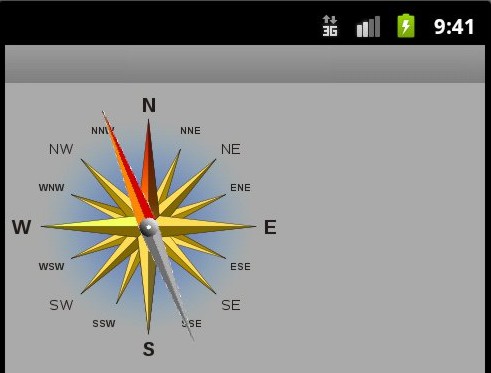 3G 9:41
N
NNW NNE
NW NE
WNW ENE
W E
WSW ESE
SW SE
SSW SSE
S